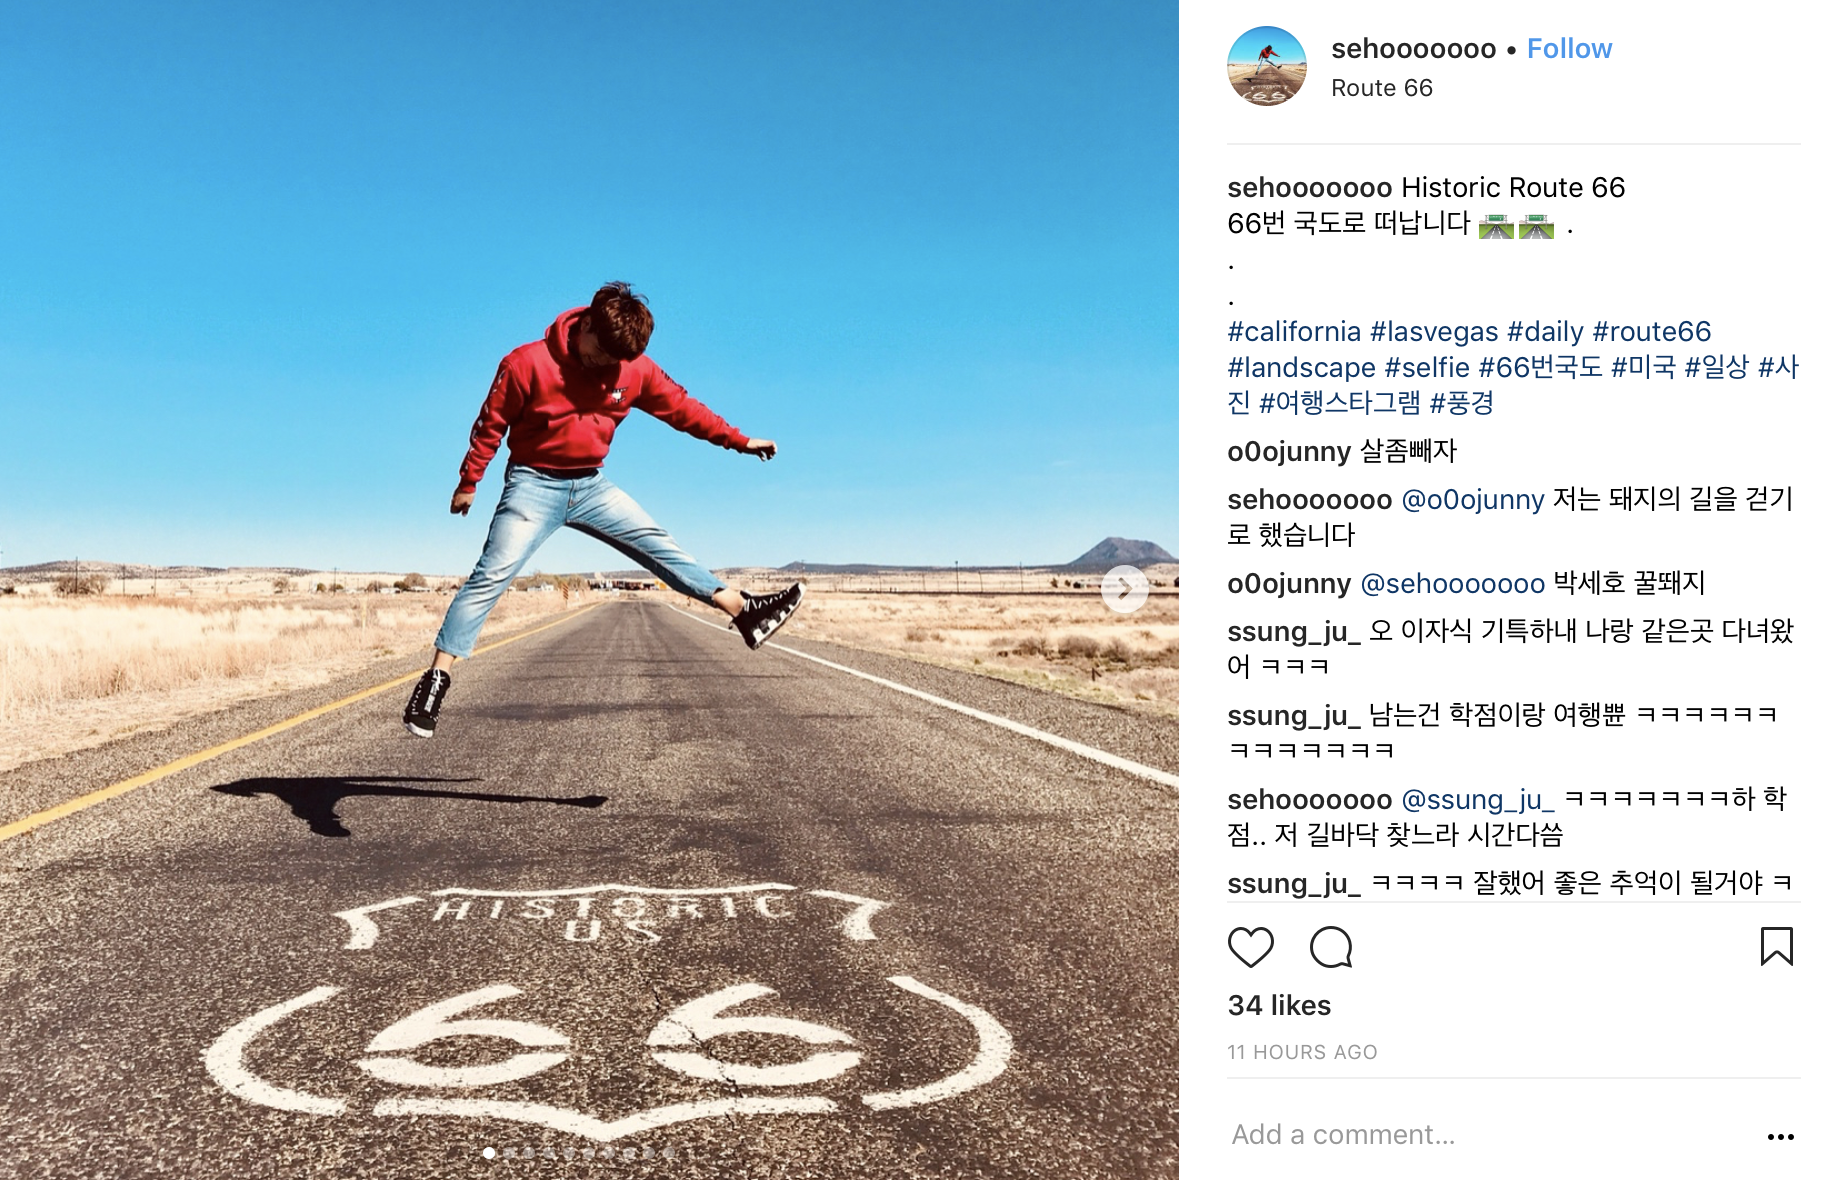 HISTORIC
US
66
sehooooooo • Follow
Route 66
sehooooooo Historic Route 66
66번 국도로 떠납니다 🛣️🛣️ .
.
.
#california #lasvegas #daily #route66
#landscape #selfie #66번국도 #미국 #일상 #사
진 #여행스타그램 #풍경
o0ojunny 살좀빼자
sehooooooo @o0ojunny 저는 돼지의 길을 걷기
로 했습니다
o0ojunny @sehooooooo 박세호 꿀뙈지
ssung_ju_ 오 이자식 기특하내 나랑 같은곳 다녀왔
어 ㅋㅋㅋ
ssung_ju_ 남는건 학점이랑 여행쀼 ㅋㅋㅋㅋㅋㅋ
ㅋㅋㅋㅋㅋㅋㅋ
sehooooooo @ssung_ju_ ㅋㅋㅋㅋㅋㅋㅋ하 학
점.. 저 길바닥 찾느라 시간다씀
ssung_ju_ ㅋㅋㅋㅋ 잘했어 좋은 추억이 될거야 ㅋ
34 likes
11 HOURS AGO
Add a comment...